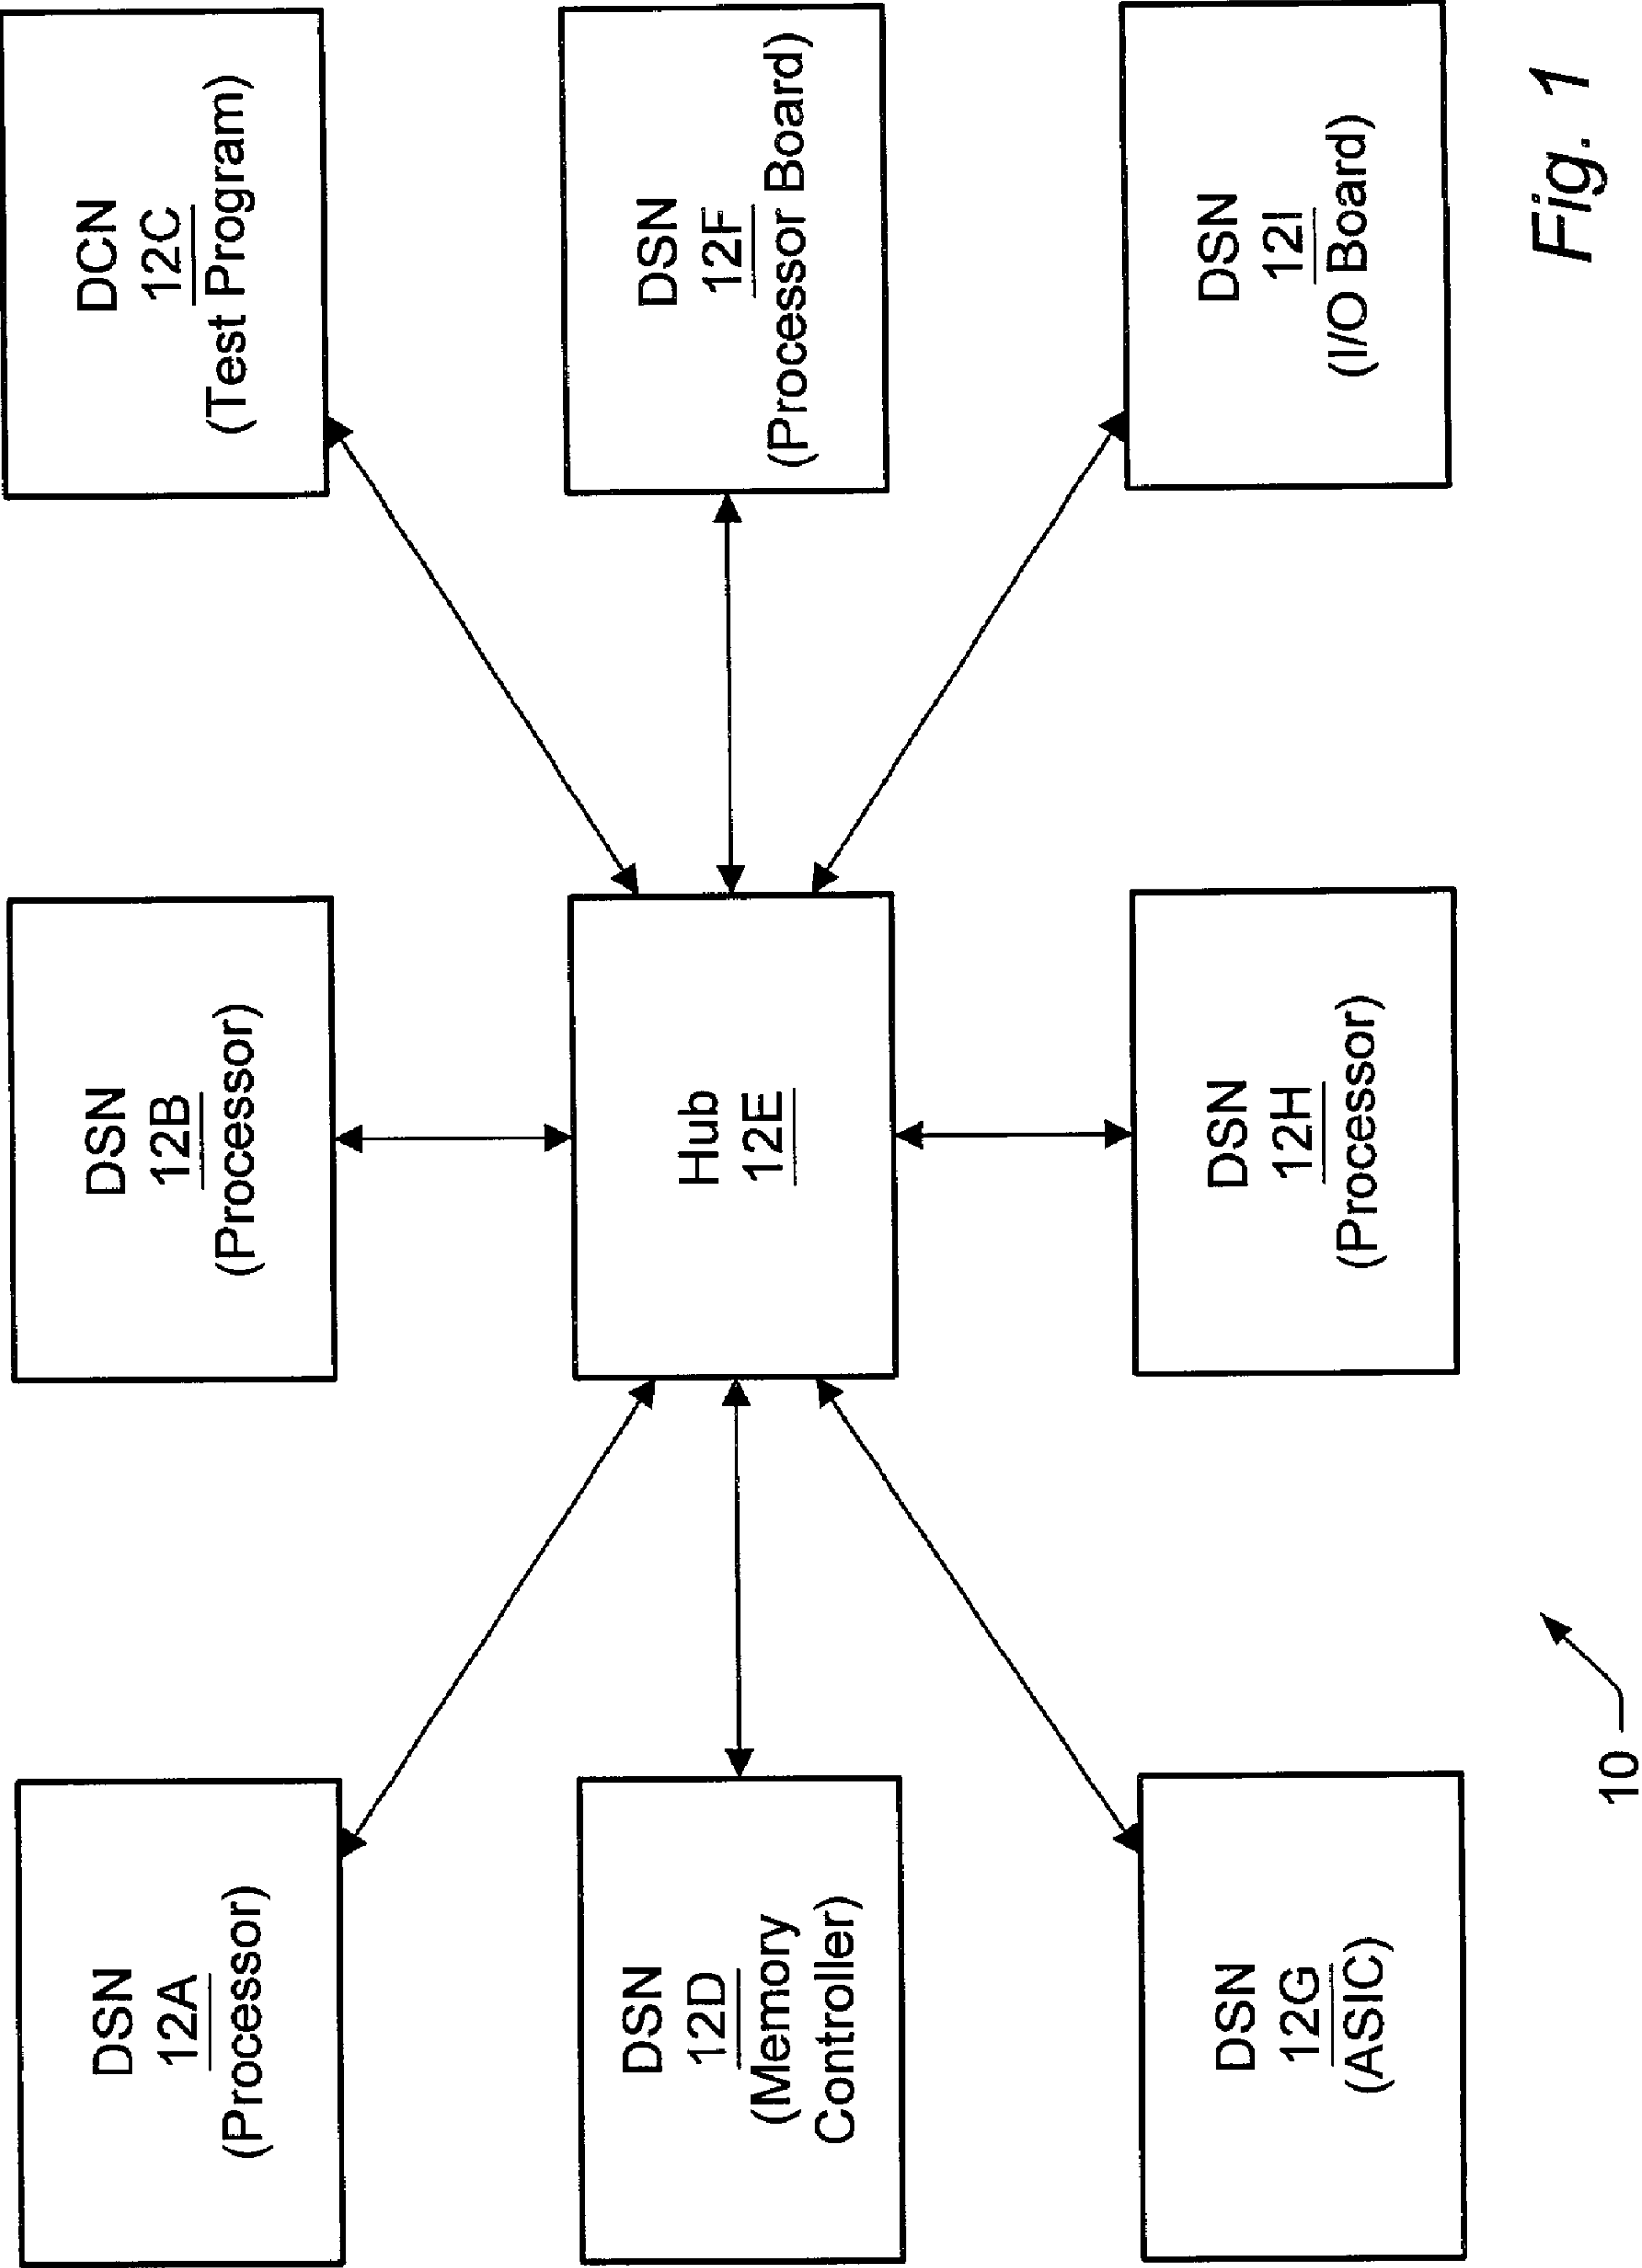 DSN
12A
(Processor)
DSN
12B
(Processor)
DCN
12C
(Test Program)
DSN
12D
(Memory
Controller)
Hub
12E
DSN
12F
(Processor Board)
DSN
12G
(ASIC)
DSN
12H
(Processor)
DSN
12I
(I/O Board)
10
Fig. 1